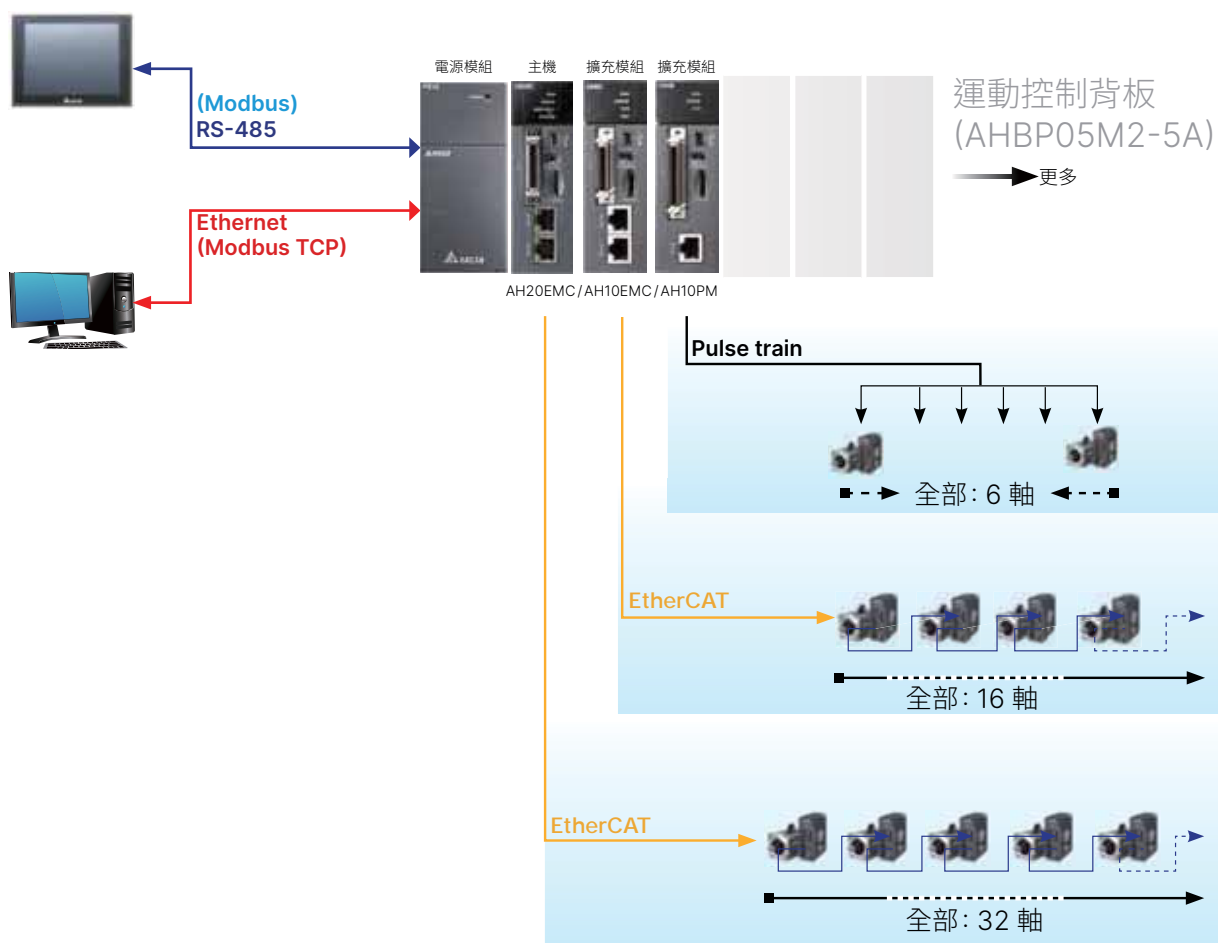 電源模組
主機
擴充模組
擴充模組
運動控制背板
(AHBP05M2-5A)
更多
(Modbus)
RS-485
Ethernet
(Modbus TCP)
AH20EMC/AH10EMC/AH10PM
Pulse train
全部: 6 軸
EtherCAT
全部: 16 軸
EtherCAT
全部: 32 軸